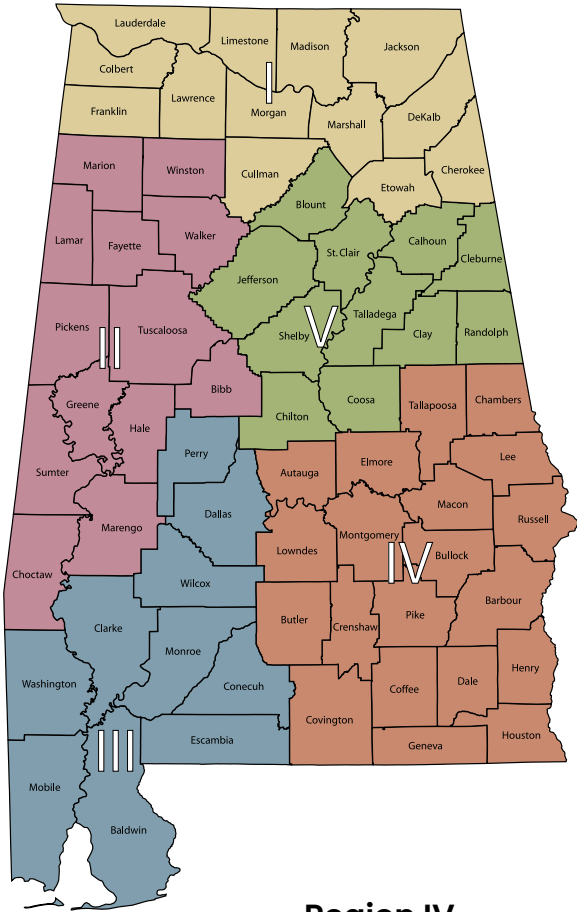 Lauderdale
Limestone
Madison
Jackson
Colbert
Lawrence
Franklin
I
Morgan
Marshall
DeKalb
Cullman
Cherokee
Etowah
Marion
Winston
Blount
Lamar
Fayette
Walker
St. Clair
Calhoun
Cleburne
Jefferson
Talladega
Pickens
II
Tuscaloosa
Shelby
V
Clay
Randolph
Bibb
Greene
Hale
Chilton
Coosa
Tallapoosa
Chambers
Perry
Sumter
Autauga
Elmore
Lee
Dallas
Macon
Marengo
Montgomery
Russell
Lowndes
IV
Bullock
Choctaw
Wilcox
Butler
Crenshaw
Pike
Barbour
Clarke
Monroe
Washington
Conecuh
Coffee
Dale
Henry
Covington
Escambia
Geneva
Houston
III
Mobile
Baldwin
Region IV